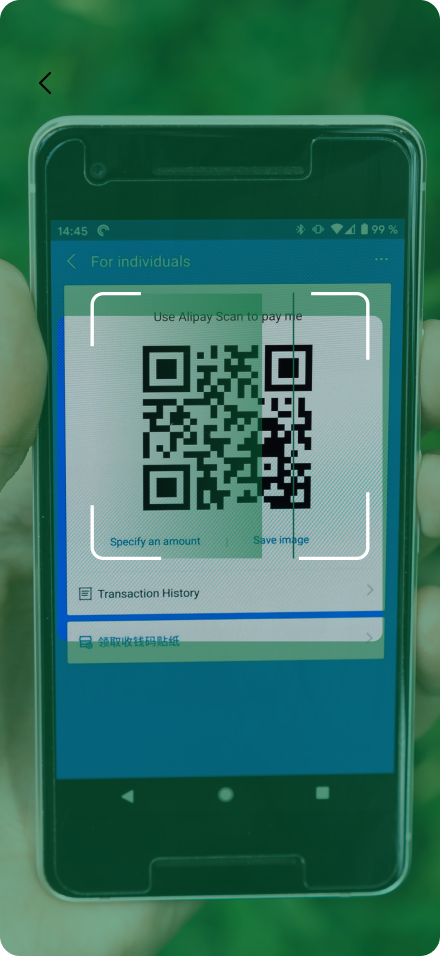 14:45
99 %
For individuals
Use Alipay Scan to pay me
Specify an amount
Save image
Transaction History
领取收钱码贴纸